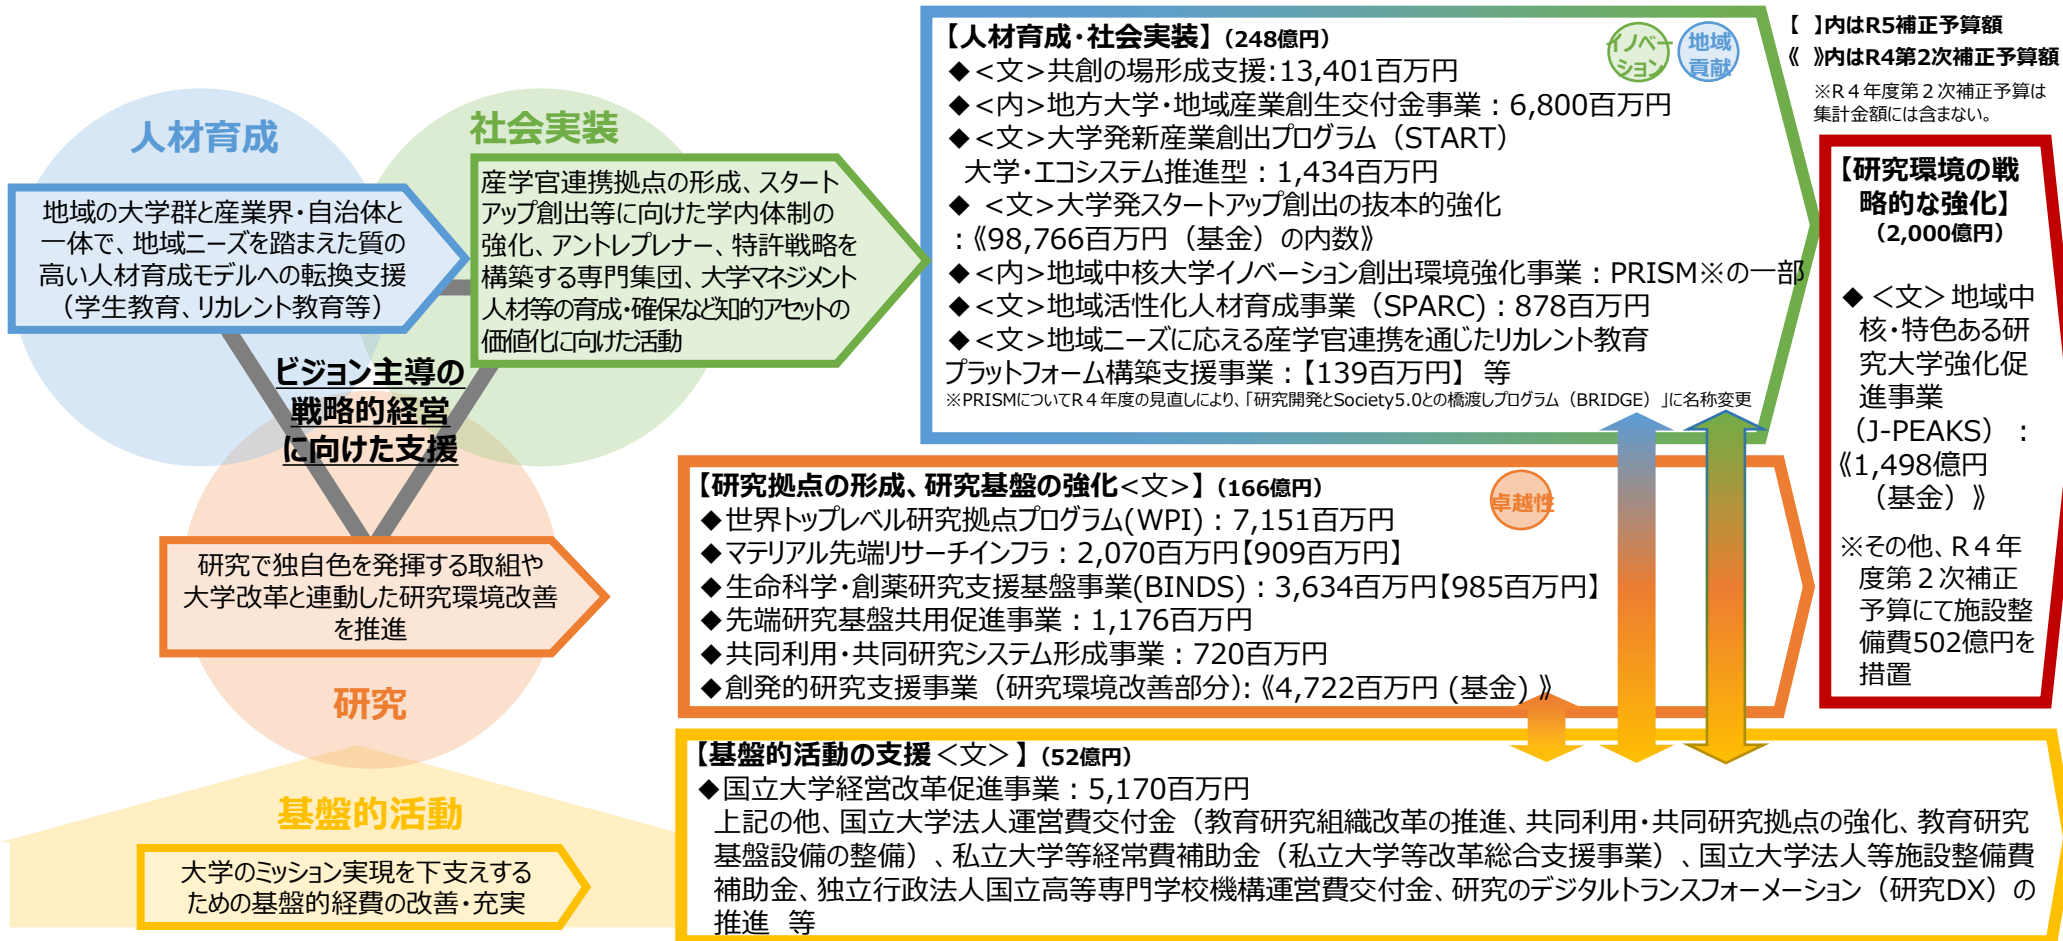 人材育成
地域の大学群と産業界・自治体と
一体で、地域ニーズを踏まえた質の
高い人材育成モデルへの転換支援
（学生教育、リカレント教育等）
社会実装
産学官連携拠点の形成、スタート
アップ創出等に向けた学内体制の
強化、アントレプレナー、特許戦略を
構築する専門集団、大学マネジメント
人材等の育成・確保など知的アセットの
価値化に向けた活動
ビジョン主導の
戦略的経営
に向けた支援
研究で独自色を発揮する取組や
大学改革と連動した研究環境改善
を推進
研究
基盤的活動
大学のミッション実現を下支えする
ための基盤的経費の改善・充実
【人材育成・社会実装】（248億円）
イノベー
ション
地域
貢献
◆<文>共創の場形成支援:13,401百万円
◆<内>地方大学・地域産業創生交付金事業：6,800百万円
◆<文>大学発新産業創出プログラム（START）
大学・エコシステム推進型：1,434百万円
◆ <文>大学発スタートアップ創出の抜本的強化
：《98,766百万円（基金）の内数》
◆<内>地域中核大学イノベーション創出環境強化事業：PRISM※の一部
◆<文>地域活性化人材育成事業（SPARC)：878百万円
◆<文>地域ニーズに応える産学官連携を通じたリカレント教育
プラットフォーム構築支援事業：【139百万円】 等
※PRISMについてR４年度の見直しにより、「研究開発とSociety5.0との橋渡しプログラム（BRIDGE）」に名称変更
【研究拠点の形成、研究基盤の強化<文>】（166億円）
卓越性
◆世界トップレベル研究拠点プログラム(WPI)：7,151百万円
◆マテリアル先端リサーチインフラ：2,070百万円【909百万円】
◆生命科学・創薬研究支援基盤事業(BINDS)：3,634百万円【985百万円】
◆先端研究基盤共用促進事業：1,176百万円
◆共同利用・共同研究システム形成事業：720百万円
◆創発的研究支援事業（研究環境改善部分)：《4,722百万円 (基金) 》
【基盤的活動の支援<文> 】（52億円）
◆国立大学経営改革促進事業：5,170百万円
上記の他、国立大学法人運営費交付金（教育研究組織改革の推進、共同利用・共同研究拠点の強化、教育研究
基盤設備の整備）、私立大学等経常費補助金（私立大学等改革総合支援事業）、国立大学法人等施設整備費
補助金、独立行政法人国立高等専門学校機構運営費交付金、研究のデジタルトランスフォーメーション（研究DX）の
推進 等
【 】内はR5補正予算額
《 》内はR4第2次補正予算額
※R４年度第２次補正予算は
集計金額には含まない。
【研究環境の戦
略的な強化】
（2,000億円）
◆ <文> 地域中
核・特色ある研
究大学強化促
進事業
（J-PEAKS）：
《1,498億円
（基金）》
※その他、R４年
度第２次補正
予算にて施設整
備費502億円を
措置